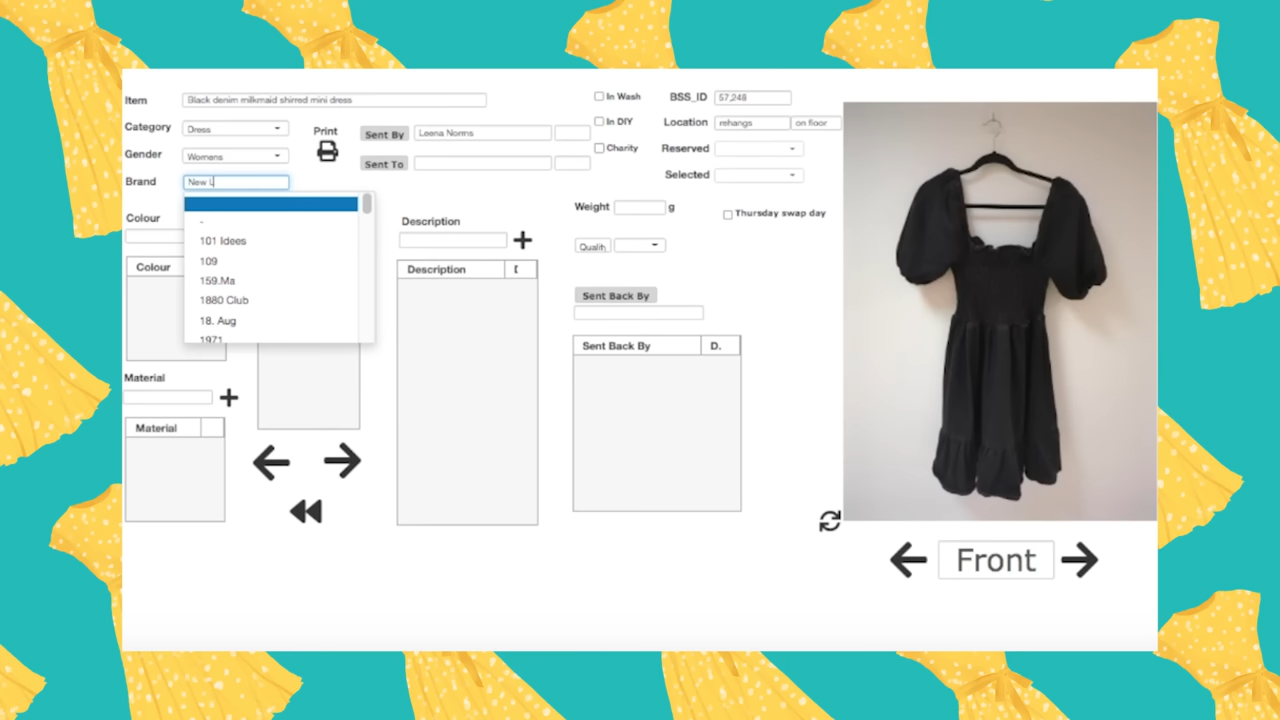 Item Black denim milkmaid shirred mini dress
Category Dress
Gender Womens
Brand New L
Print
Sent By Leena Norms
Sent To
In Wash
In DIY
Charity
BSS_ID 57,248
Location rehangs on floor
Reserved
Selected
Weight g
Thursday swap day
Colour
-
101 Idees
109
159.Ma
1880 Club
18. Aug
1971
Colour
Description
Description
Sent Back By
Sent Back By D.
Material
Material
Front